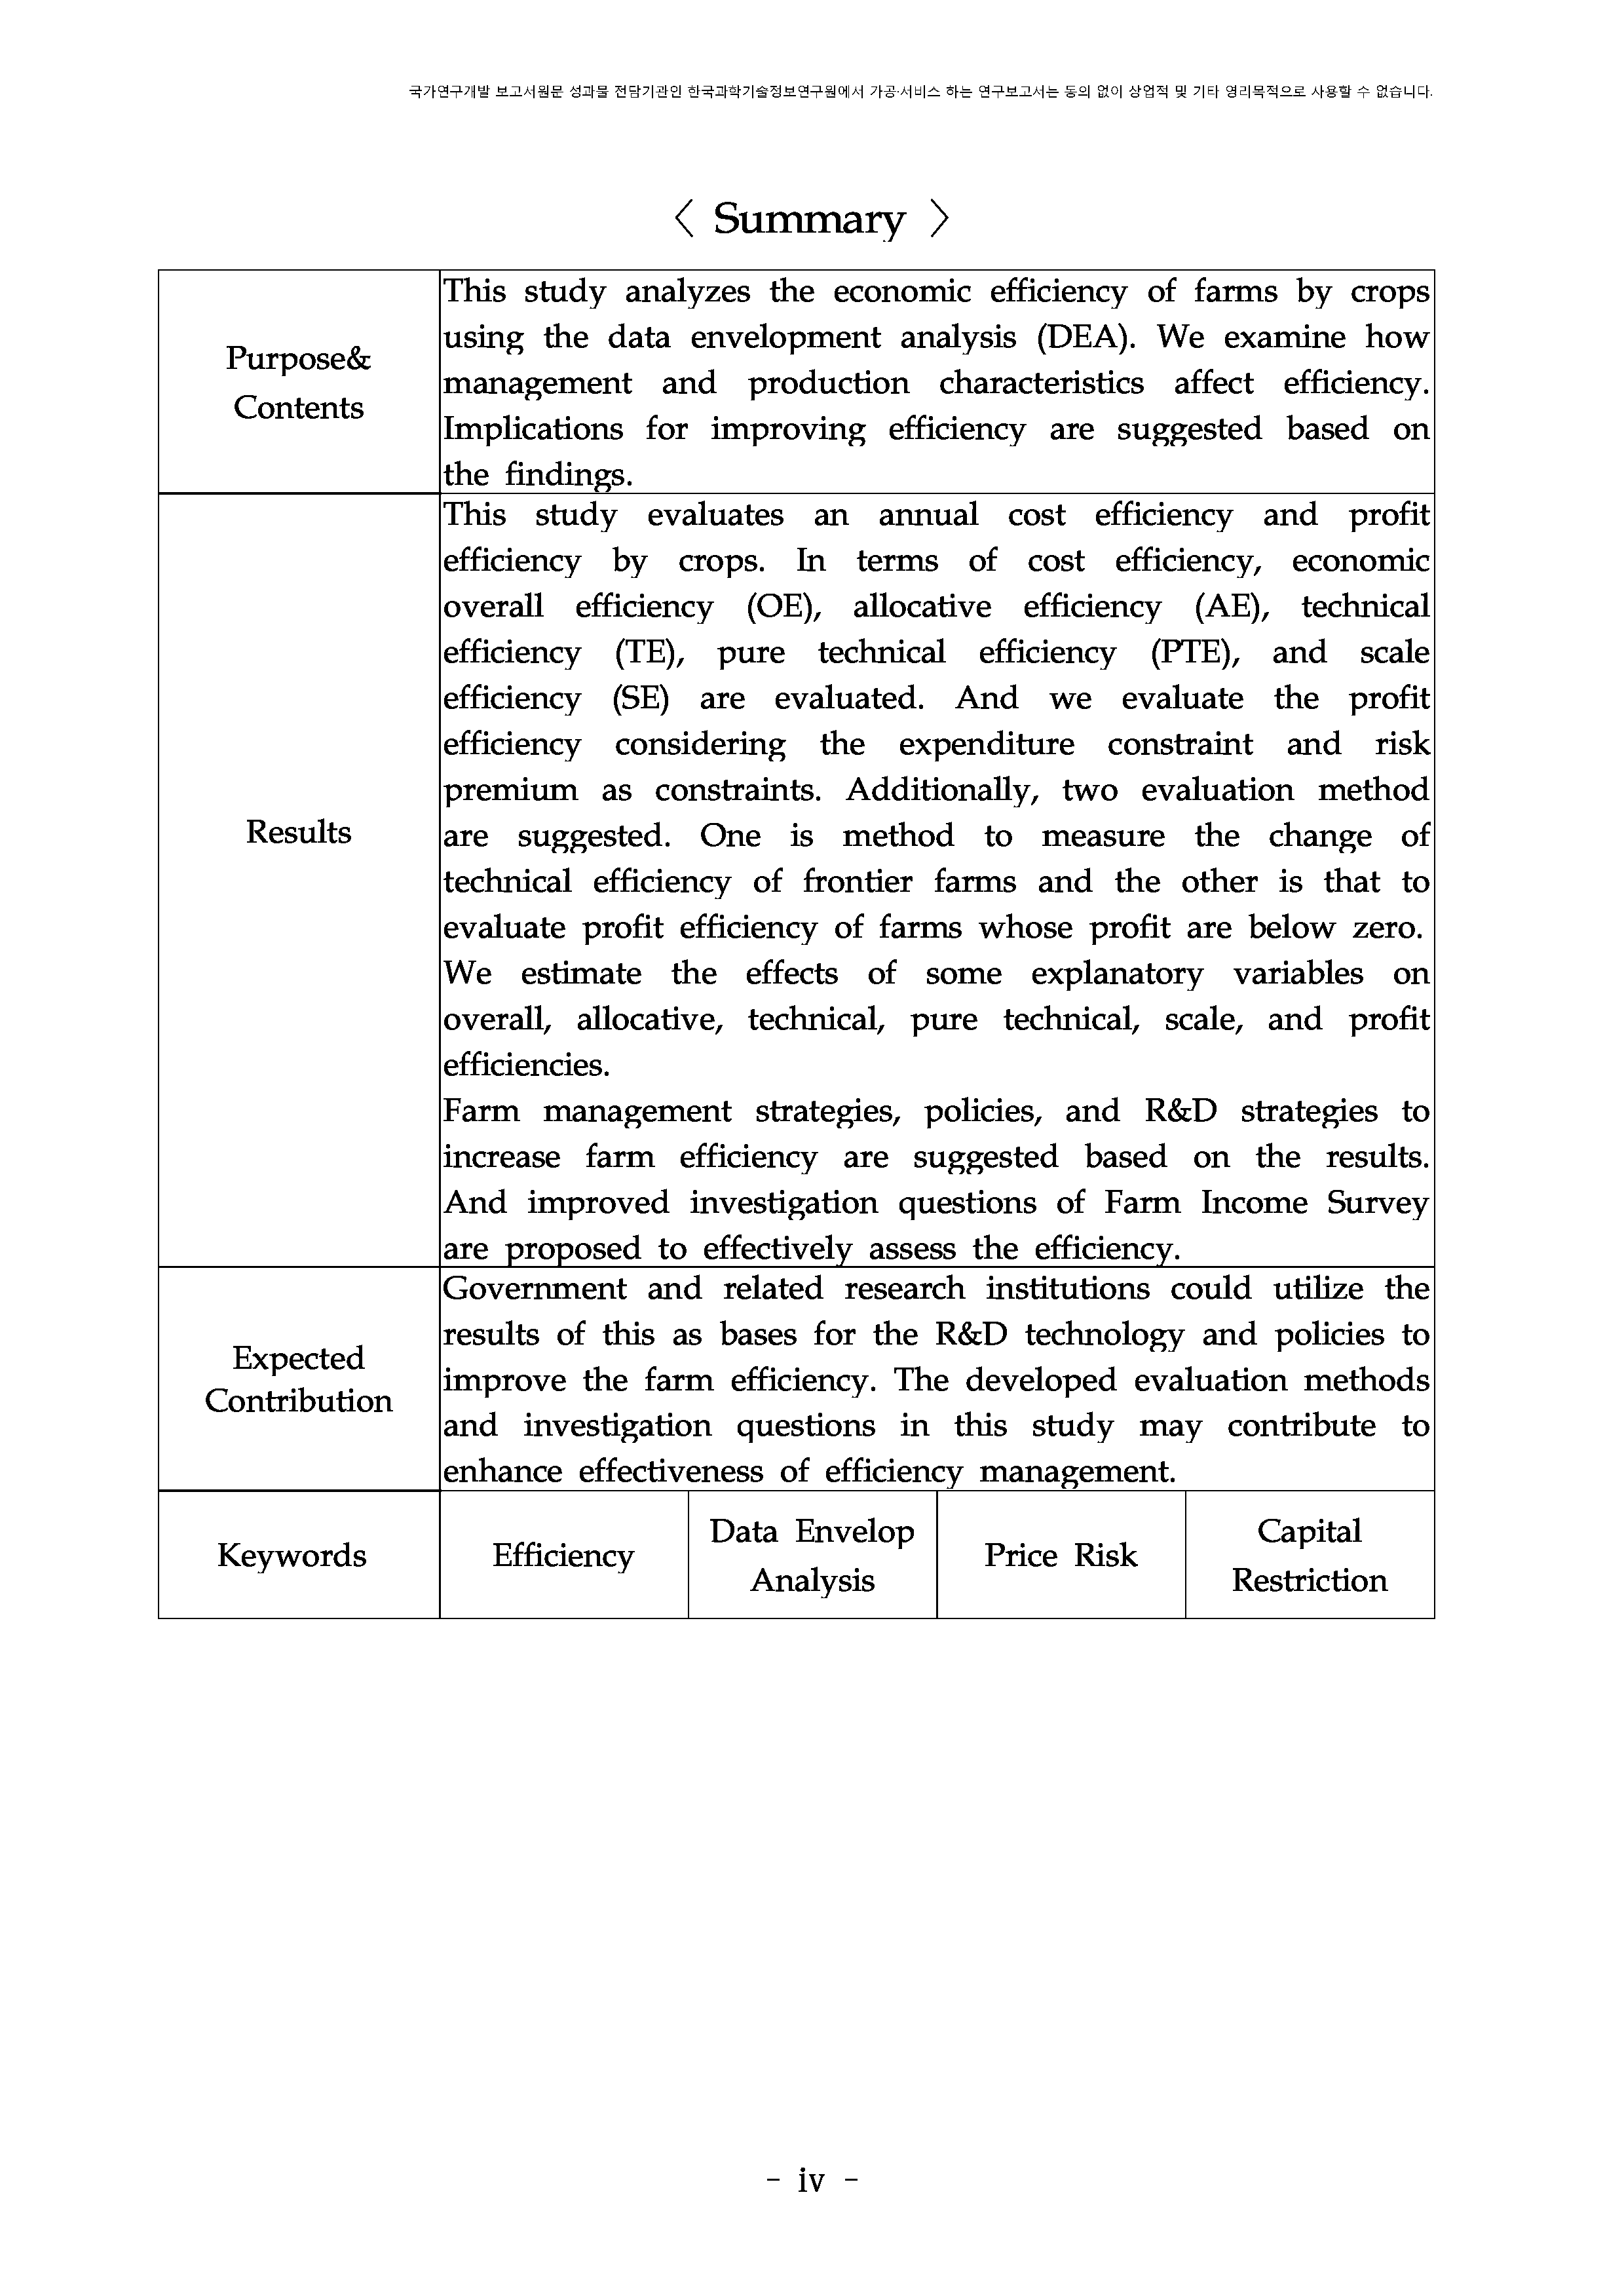 국가연구개발 보고서원문 성과물 전담기관인 한국과학기술정보연구원에서 가공·서비스 하는 연구보고서는 동의 없이 상업적 및 기타 영리목적으로 사용할 수 없습니다.
〈 Summary 〉
Purpose&
Contents
This study analyzes the economic efficiency of farms by crops
using the data envelopment analysis (DEA). We examine how
management and production characteristics affect efficiency.
Implications for improving efficiency are suggested based on
the findings.
Results
This study evaluates an annual cost efficiency and profit
efficiency by crops. In terms of cost efficiency, economic
overall efficiency (OE), allocative efficiency (AE), technical
efficiency (TE), pure technical efficiency (PTE), and scale
efficiency (SE) are evaluated. And we evaluate the profit
efficiency considering the expenditure constraint and risk
premium as constraints. Additionally, two evaluation method
are suggested. One is method to measure the change of
technical efficiency of frontier farms and the other is that to
evaluate profit efficiency of farms whose profit are below zero.
We estimate the effects of some explanatory variables on
overall, allocative, technical, pure technical, scale, and profit
efficiencies.
Farm management strategies, policies, and R&D strategies to
increase farm efficiency are suggested based on the results.
And improved investigation questions of Farm Income Survey
are proposed to effectively assess the efficiency.
Expected
Contribution
Government and related research institutions could utilize the
results of this as bases for the R&D technology and policies to
improve the farm efficiency. The developed evaluation methods
and investigation questions in this study may contribute to
enhance effectiveness of efficiency management.
Keywords
Efficiency
Data Envelop
Analysis
Price Risk
Capital
Restriction
- iv -